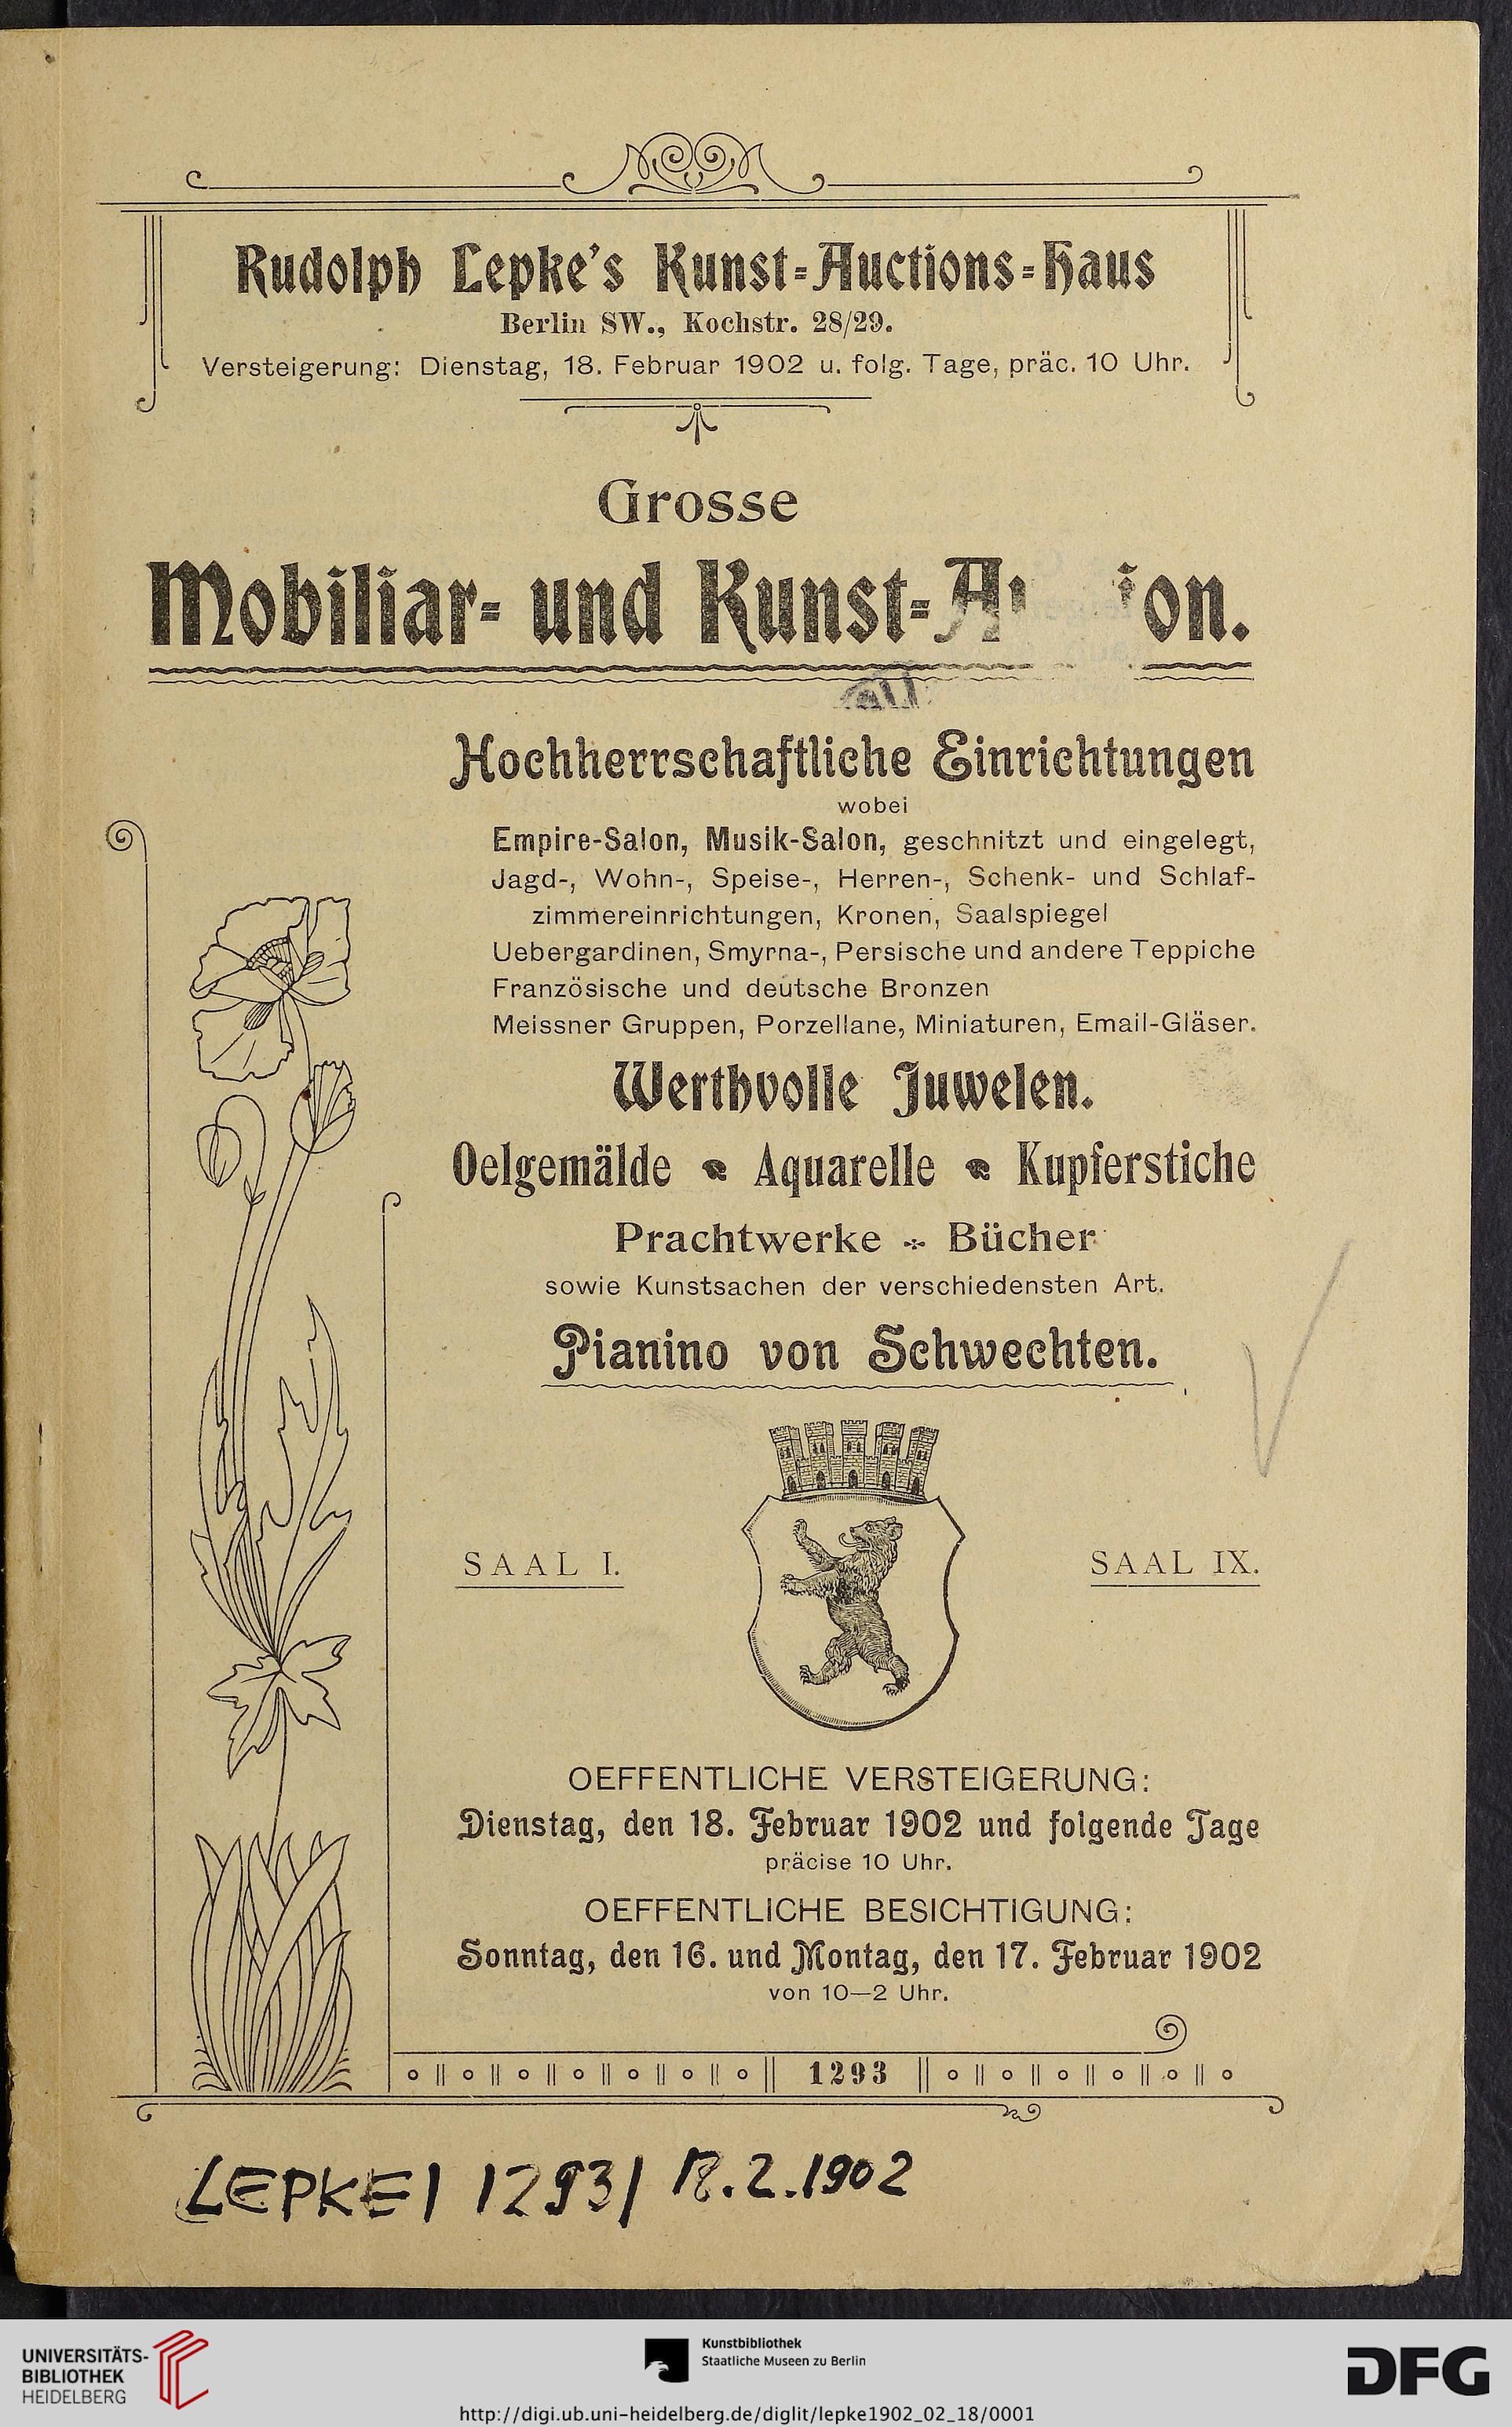 Rudolph Lepke's Kunst-Auctions-Haus
Berlin SW., Kochstr. 28/29.
Versteigerung: Dienstag, 18. Februar 1902 u. folg. Tage, präc. 10 Uhr.
Grosse
Mobiliar- und Kunst-
Hochherrschaftliche Einrichtungen
wobei
Empire-Salon, Musik-Salon, geschnitzt und eingelegt,
Jagd-, Wohn-, Speise-, Herren-, Schenk- und Schlaf-
zimmereinrichtungen, Kronen, Saalspiegel
Uebergardinen, Smyrna-, Persische und andere Teppiche
Französische und deutsche Bronzen
Meissner Gruppen, Porzellane, Miniaturen, Email-Gläser.
Werthvolle Juwelen.
Oelgemälde Aquarelle Kupferstiche
Prachtwerke Bücher
sowie Kunstsachen der verschiedensten Art.
Pianino von Schwechten.
SAAL I. SAAL IX.
OEFFENTLICHE VERSTEIGERUNG:
Dienstag, den 18. Februar 1902 und folgende Tage
präcise 10 Uhr.
OEFFENTLICHE BESICHTIGUNG:
Sonntag, den 16. und Montag, den 17. Februar 1902
von 10—2 Uhr.
1293
LEPKE / 1293 / 18.2.1902
UNIVERSITÄTS-
BIBLIOTHEK
HEIDELBERG
Kunstbibliothek
Staatliche Museen zu Berlin
DFG
http://digi.ub.uni-heidelberg.de/diglit/lepke1902_02_18/0001